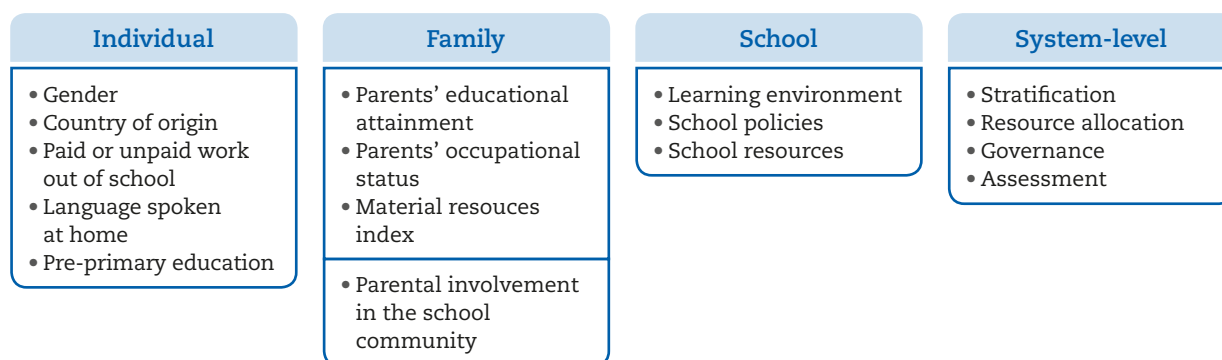 Individual
• Gender
• Country of origin
• Paid or unpaid work
out of school
• Language spoken
at home
• Pre-primary education
Family
• Parents’ educational
attainment
• Parents’ occupational
status
• Material resouces
index
• Parental involvement
in the school
community
School
• Learning environment
• School policies
• School resources
System-level
• Stratification
• Resource allocation
• Governance
• Assessment